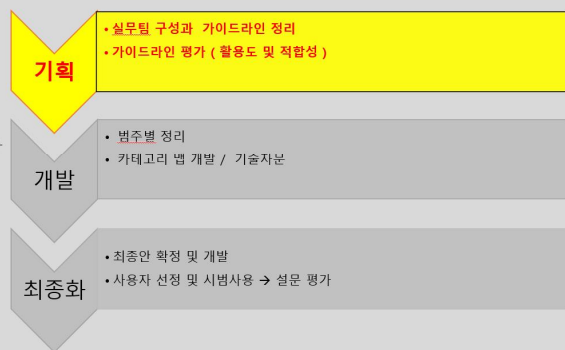 기획
• 실무팀 구성과 가이드라인 정리
• 가이드라인 평가 ( 활용도 및 적합성 )
개발
• 범주별 정리
• 카테고리 맵 개발 / 기술자분
최종화
• 최종안 확정 및 개발
• 사용자 선정 및 시범사용 → 설문 평가